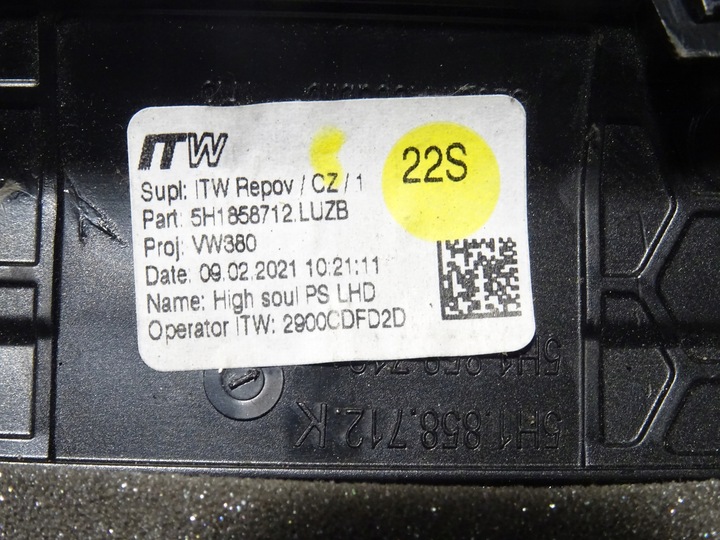 ITW
22S
Supl: ITW Repov / CZ / 1
Part: 5H1858712.LUZB
Proj: VW380
Date: 09.02.2021 10:21:11
Name: High soul PS LHD
Operator ITW: 2900CDFD2D
5H1.858.712.K